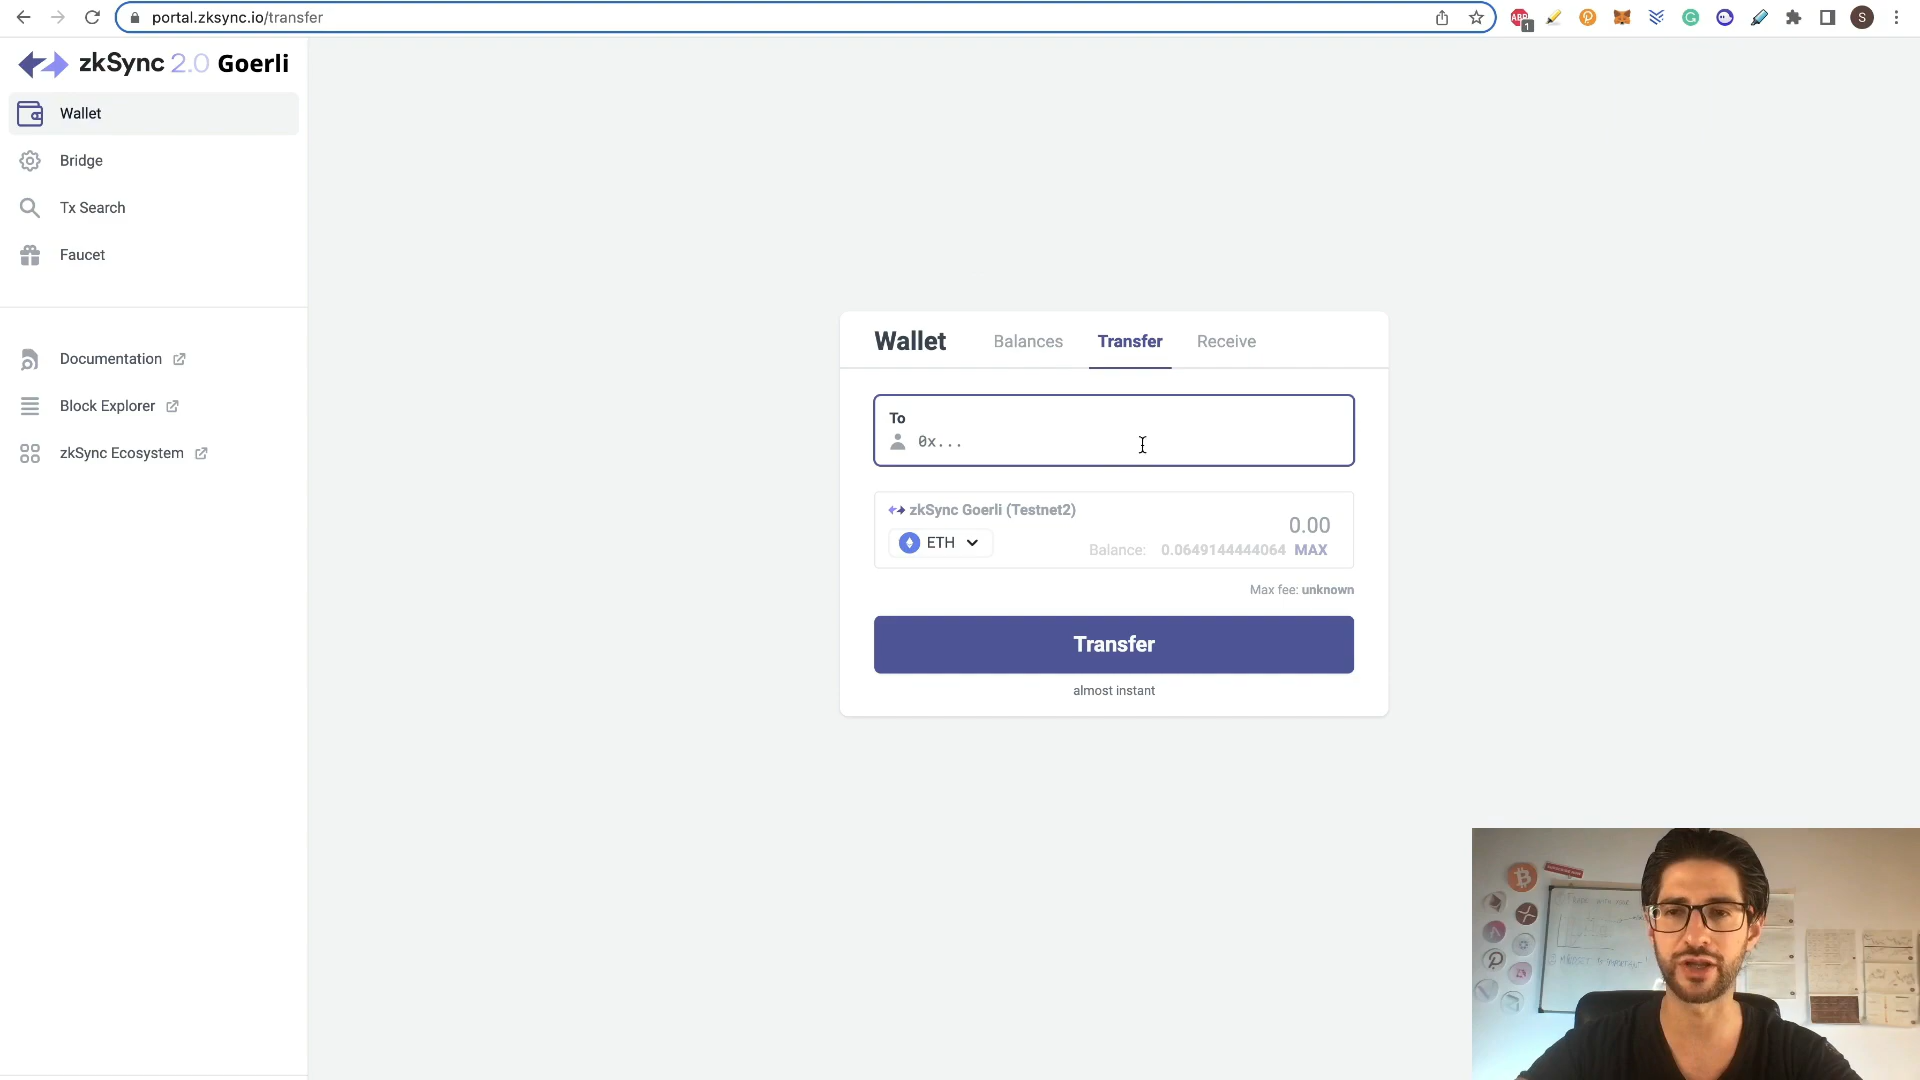 portal.zksync.io/transfer
ABP
1
S
zkSync 2.0 Goerli
Wallet
Bridge
Tx Search
Faucet
Documentation
Block Explorer
zkSync Ecosystem
Wallet
Balances
Transfer
Receive
To
0x...
zkSync Goerli (Testnet2)
0.00
ETH
Balance: 0.0649144444064 MAX
Max fee: unknown
Transfer
almost instant